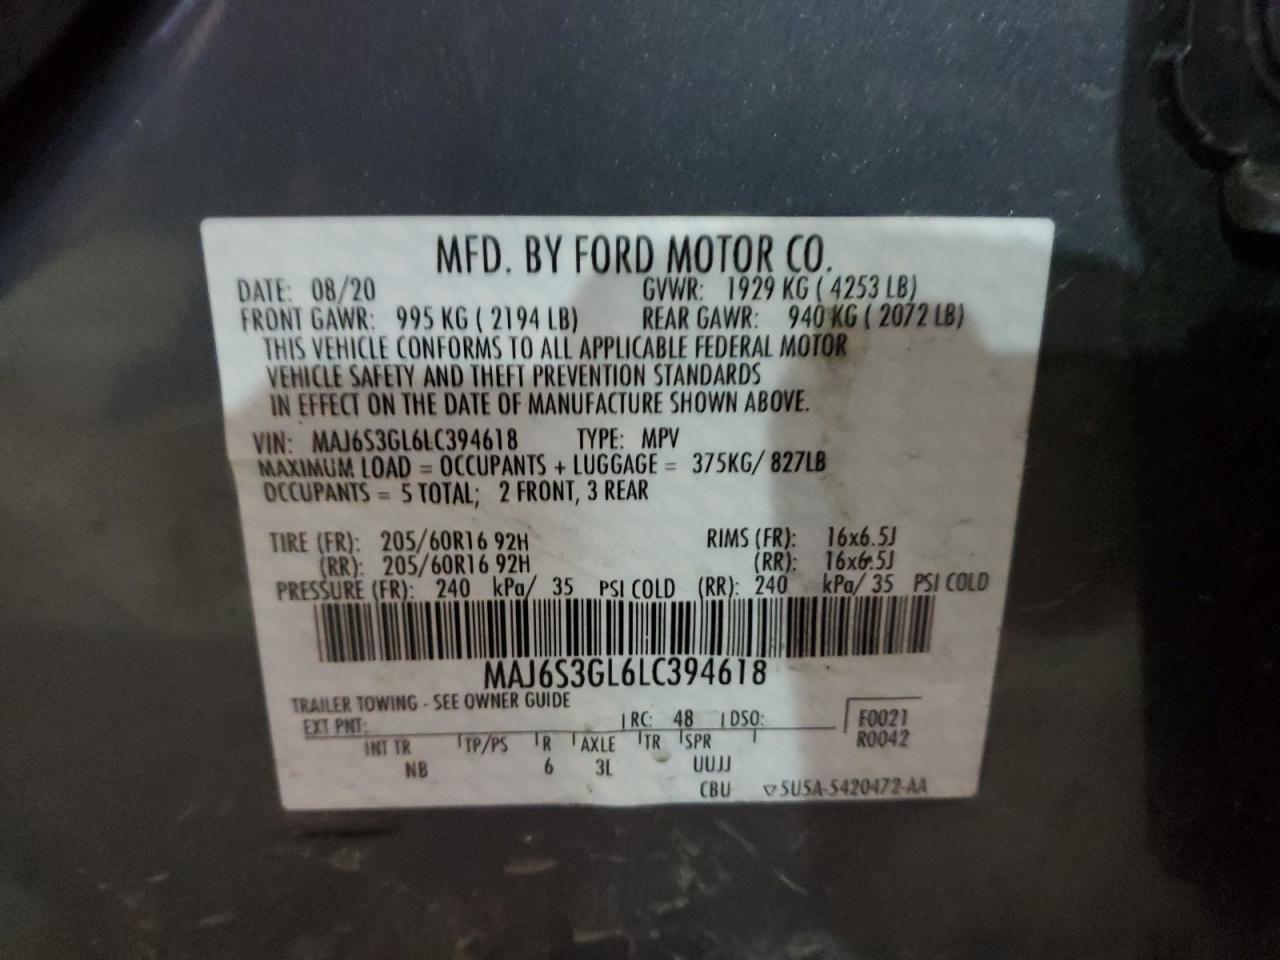 MFD. BY FORD MOTOR CO.
DATE: 08/20 GVWR: 1929 KG ( 4253 LB)
FRONT GAWR: 995 KG ( 2194 LB) REAR GAWR: 940 KG ( 2072 LB)
THIS VEHICLE CONFORMS TO ALL APPLICABLE FEDERAL MOTOR
VEHICLE SAFETY AND THEFT PREVENTION STANDARDS
IN EFFECT ON THE DATE OF MANUFACTURE SHOWN ABOVE.
VIN: MAJ6S3GL6LC394618 TYPE: MPV
MAXIMUM LOAD = OCCUPANTS + LUGGAGE = 375KG/ 827LB
OCCUPANTS = 5 TOTAL; 2 FRONT, 3 REAR
TIRE (FR): 205/60R16 92H RIMS (FR): 16x6.5J
(RR): 205/60R16 92H (RR): 16x6.5J
PRESSURE (FR): 240 kPa/ 35 PSI COLD (RR): 240 kPa/ 35 PSI COLD
MAJ6S3GL6LC394618
TRAILER TOWING - SEE OWNER GUIDE
EXT PNT: RC: 48 DSO: F0021
R0042
INT TR TP/PS R AXLE TR SPR
NB 6 3L UUJJ
CBU ▽5U5A-5420472-AA